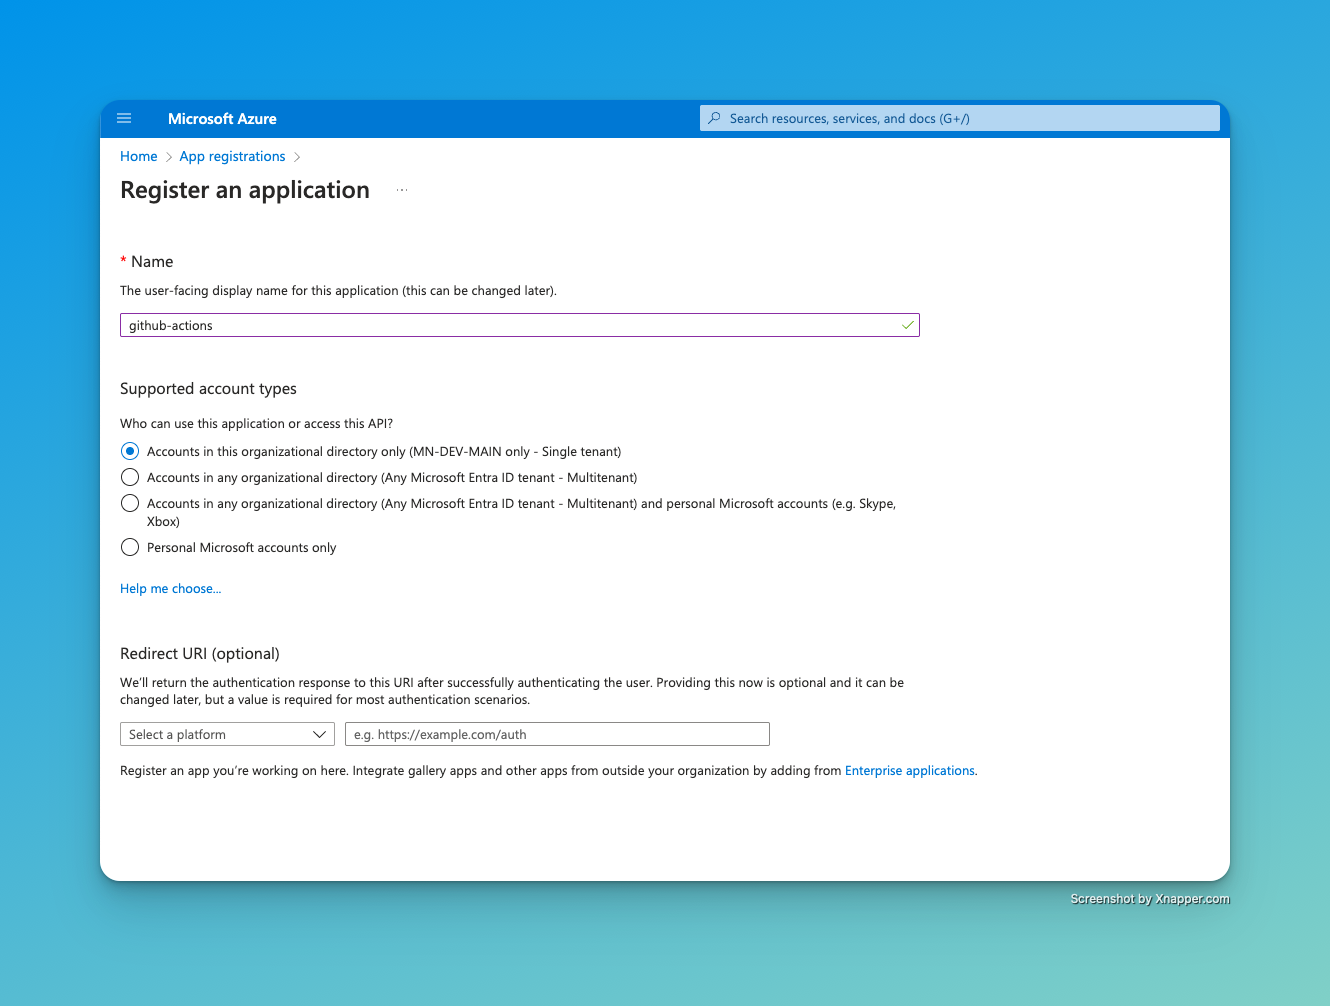 Microsoft Azure
Search resources, services, and docs (G+/)
Home > App registrations >
Register an application ...
* Name
The user-facing display name for this application (this can be changed later).
github-actions
Supported account types
Who can use this application or access this API?
Accounts in this organizational directory only (MN-DEV-MAIN only - Single tenant)
Accounts in any organizational directory (Any Microsoft Entra ID tenant - Multitenant)
Accounts in any organizational directory (Any Microsoft Entra ID tenant - Multitenant) and personal Microsoft accounts (e.g. Skype,
Xbox)
Personal Microsoft accounts only
Help me choose...
Redirect URI (optional)
We'll return the authentication response to this URI after successfully authenticating the user. Providing this now is optional and it can be
changed later, but a value is required for most authentication scenarios.
Select a platform
e.g. https://example.com/auth
Register an app you're working on here. Integrate gallery apps and other apps from outside your organization by adding from Enterprise applications.
Screenshot by Xnapper.com